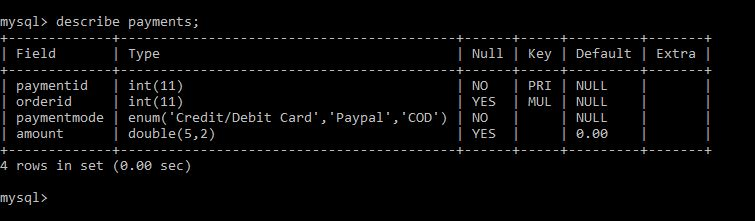 mysql> describe payments;
+-------------+-----------------------------------------+------+-----+---------+-------+
| Field       | Type                                    | Null | Key | Default | Extra |
+-------------+-----------------------------------------+------+-----+---------+-------+
| paymentid   | int(11)                                 | NO   | PRI | NULL    |       |
| orderid     | int(11)                                 | YES  | MUL | NULL    |       |
| paymentmode | enum('Credit/Debit Card','Paypal','COD') | NO   |     | NULL    |       |
| amount      | double(5,2)                             | YES  |     | 0.00    |       |
+-------------+-----------------------------------------+------+-----+---------+-------+
4 rows in set (0.00 sec)
mysql>